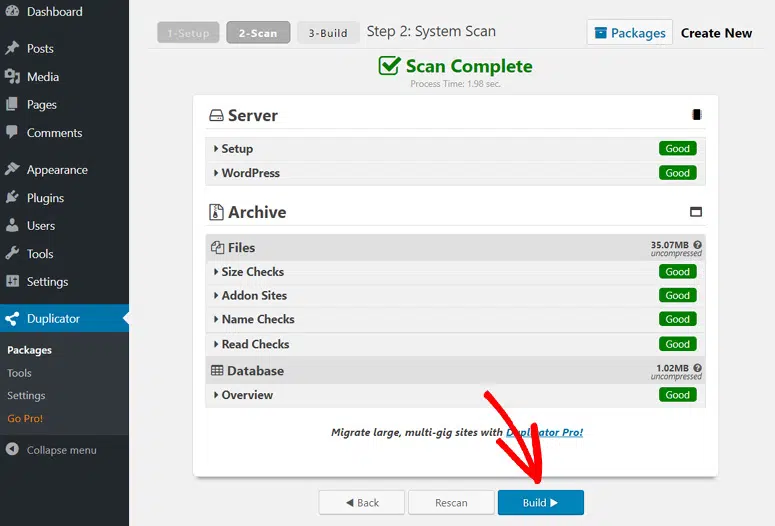 Dashboard
Posts
Media
Pages
Comments
Appearance
Plugins
Users
Tools
Settings
Duplicator
Packages
Tools
Settings
Go Pro!
Collapse menu
1-Setup 2-Scan 3-Build Step 2: System Scan Packages Create New
Scan Complete
Process Time: 1.98 sec.
Server
Setup Good
WordPress Good
Archive
Files 35.07MB
uncompressed
Size Checks Good
Addon Sites Good
Name Checks Good
Read Checks Good
Database 1.02MB
uncompressed
Overview Good
Migrate large, multi-gig sites with Duplicator Pro!
Back Rescan Build